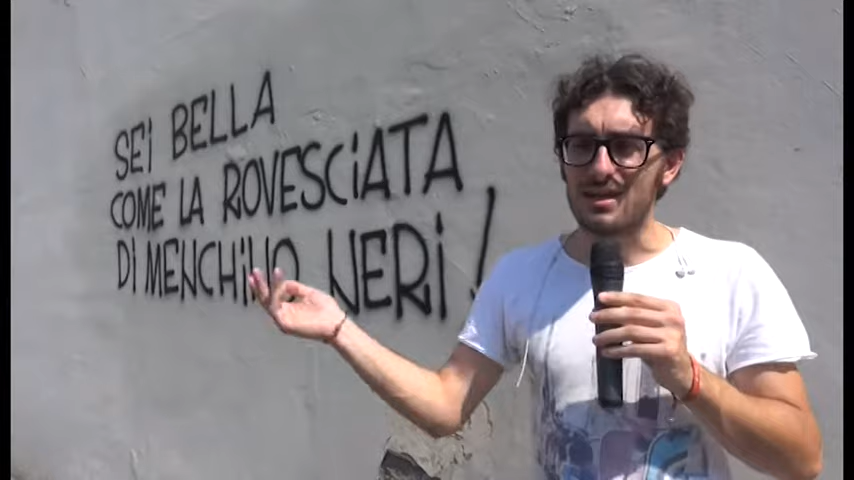 SEI BELLA
COME LA ROVESCIATA
DI MENCHINO NERI!